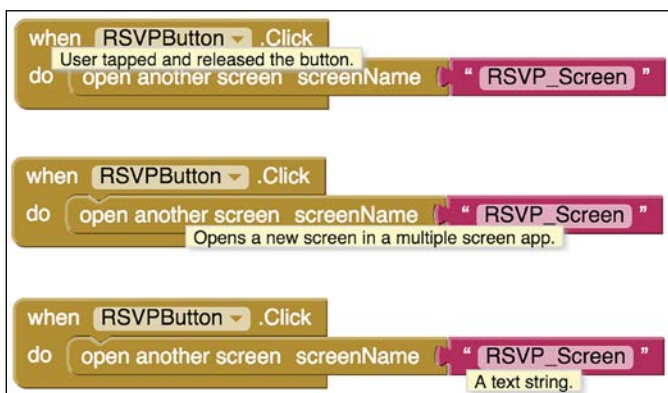 when RSVPButton .Click
User tapped and released the button.
do open another screen screenName " RSVP_Screen "
when RSVPButton .Click
do open another screen screenName " RSVP_Screen "
Opens a new screen in a multiple screen app.
when RSVPButton .Click
do open another screen screenName " RSVP_Screen "
A text string.